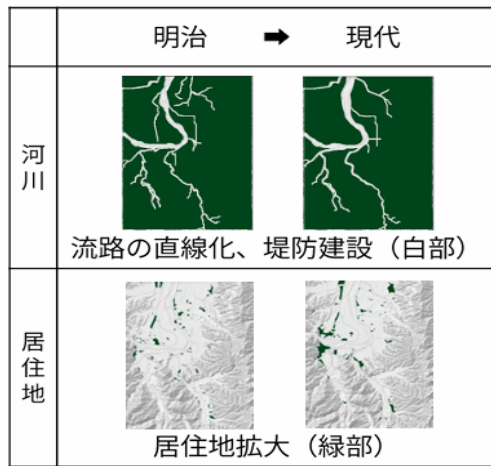 明治 ➡ 現代
河川
流路の直線化、堤防建設（白部）
居住地
居住地拡大（緑部）